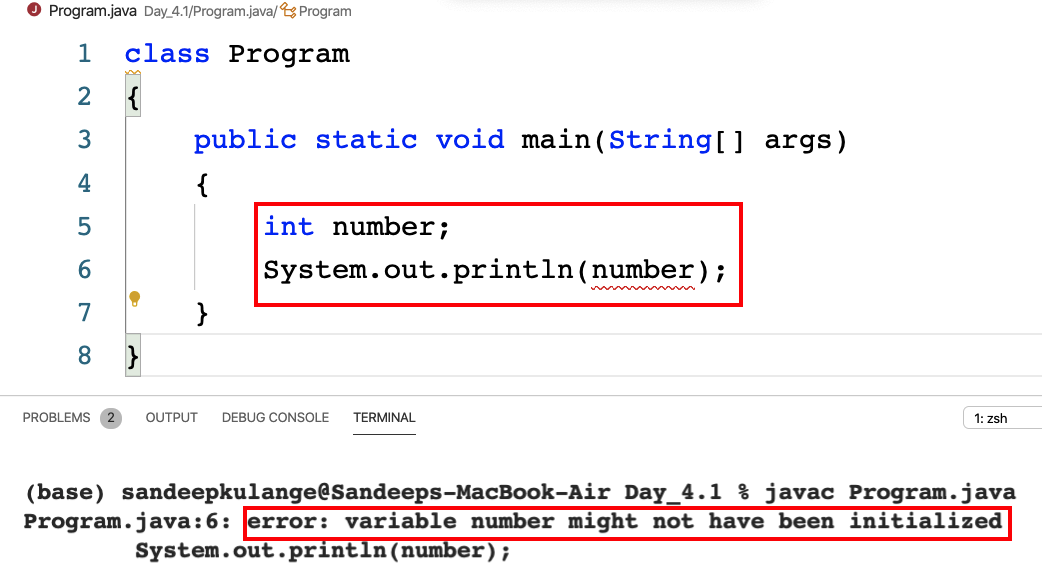 Program.java Day_4.1/Program.java/ Program
1 class Program
2 {
3 public static void main(String[] args)
4 {
5 int number;
6 System.out.println(number);
7 }
8 }
PROBLEMS 2 OUTPUT DEBUG CONSOLE TERMINAL 1: zsh
(base) sandeepkulange@Sandeeps-MacBook-Air Day_4.1 % javac Program.java
Program.java:6: error: variable number might not have been initialized
System.out.println(number);